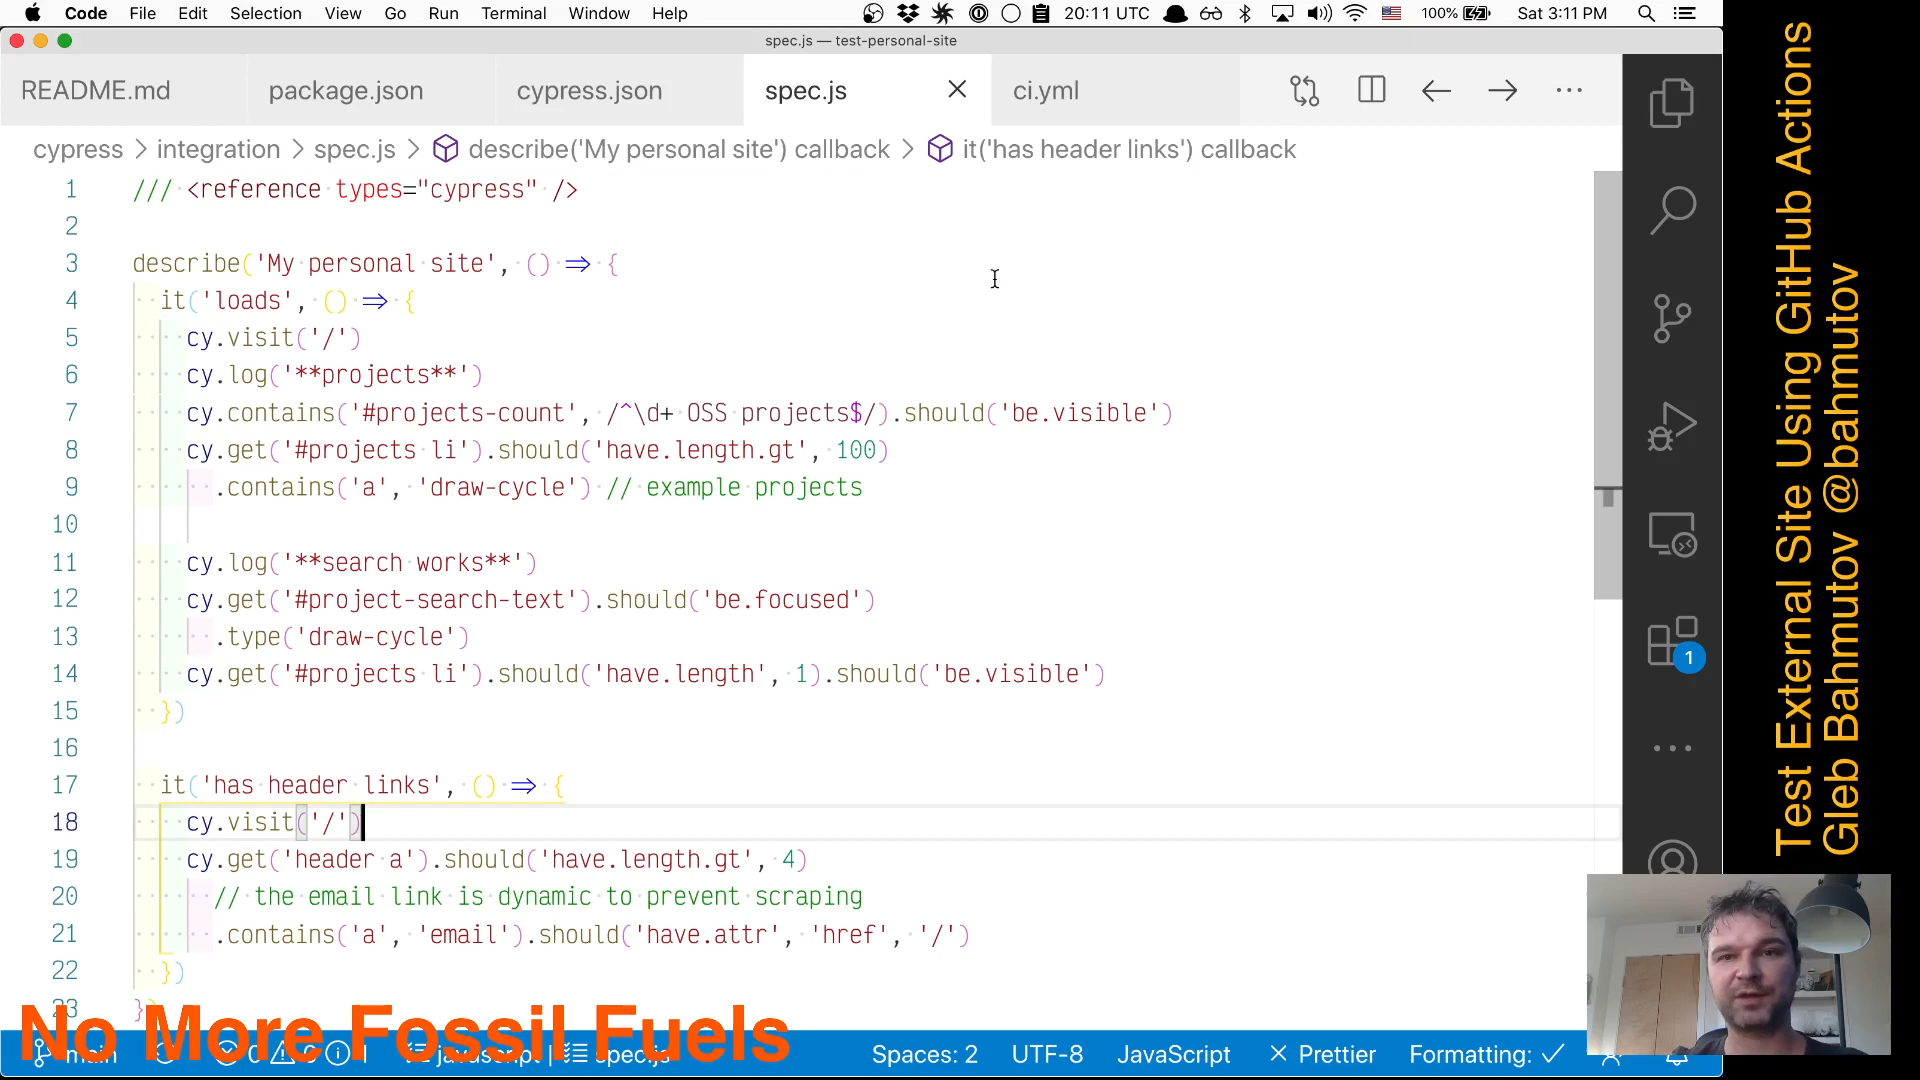 Code File Edit Selection View Go Run Terminal Window Help 20:11 UTC 100% Sat 3:11 PM
spec.js — test-personal-site
README.md package.json cypress.json spec.js ci.yml
cypress > integration > spec.js > describe('My personal site') callback > it('has header links') callback
1 /// <reference types="cypress" />
2
3 describe('My personal site', () => {
4 it('loads', () => {
5 cy.visit('/')
6 cy.log('**projects**')
7 cy.contains('#projects-count', /^\d+ OSS projects$/).should('be.visible')
8 cy.get('#projects li').should('have.length.gt', 100)
9 .contains('a', 'draw-cycle') // example projects
10
11 cy.log('**search works**')
12 cy.get('#project-search-text').should('be.focused')
13 .type('draw-cycle')
14 cy.get('#projects li').should('have.length', 1).should('be.visible')
15 })
16
17 it('has header links', () => {
18 cy.visit('/')
19 cy.get('header a').should('have.length.gt', 4)
20 // the email link is dynamic to prevent scraping
21 .contains('a', 'email').should('have.attr', 'href', '/')
22 })
23 })
No More Fossil Fuels
main javascript | spec.js Spaces: 2 UTF-8 JavaScript Prettier Formatting: ✓
1
Test External Site Using GitHub Actions
Gleb Bahmutov @bahmutov